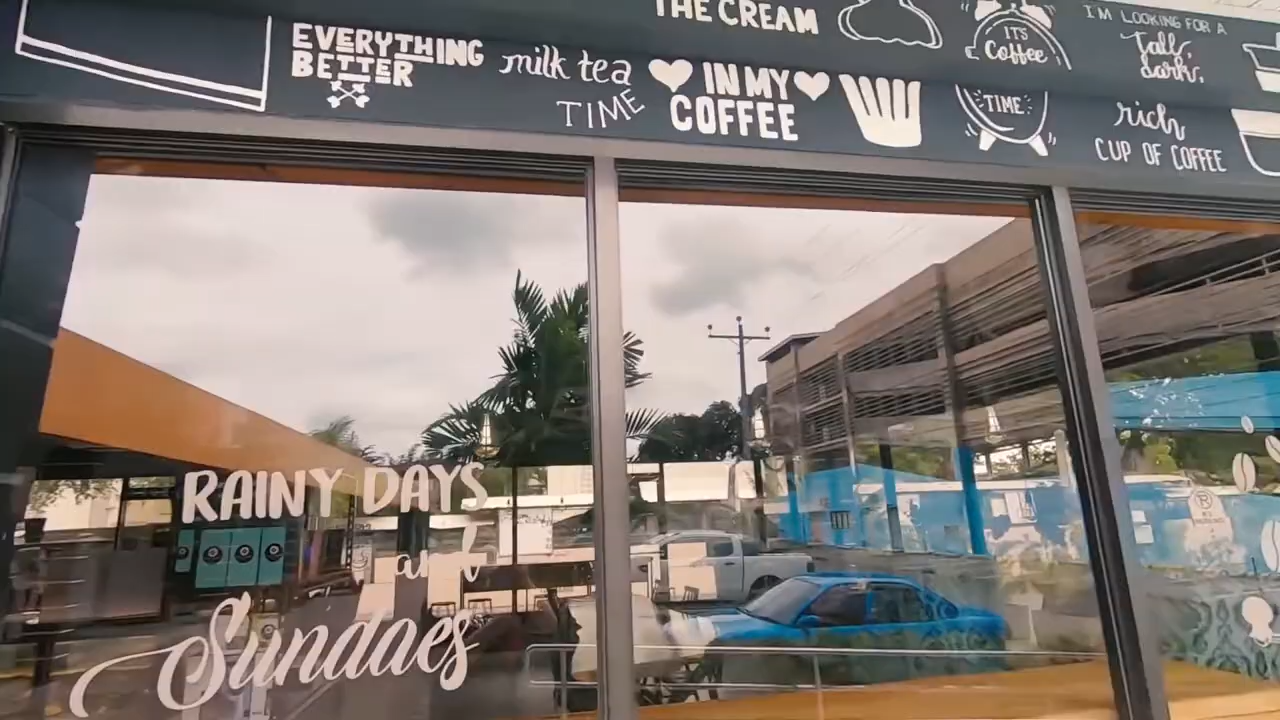 EVERYTHING
BETTER
milk tea
TIME
THE CREAM
IN MY
COFFEE
IT'S
Coffee
TIME
I'M LOOKING FOR A
Tall,
dark,
rich
CUP OF COFFEE
RAINY DAYS
and
Sundaes